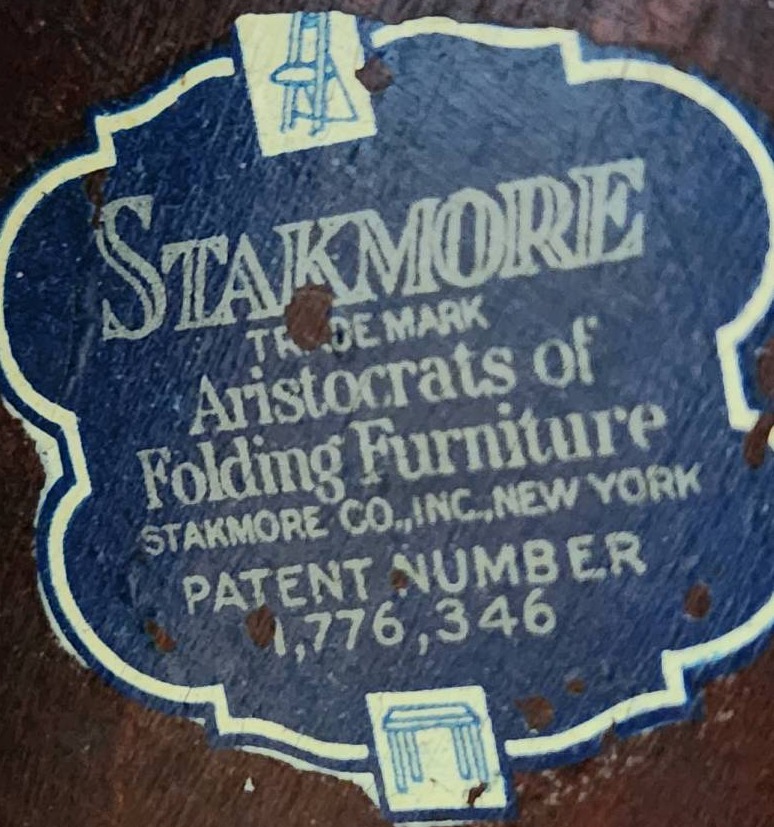 STAKMORE
TRADE MARK
Aristocrats of
Folding Furniture
STAKMORE CO., INC., NEW YORK
PATENT NUMBER
1,776,346